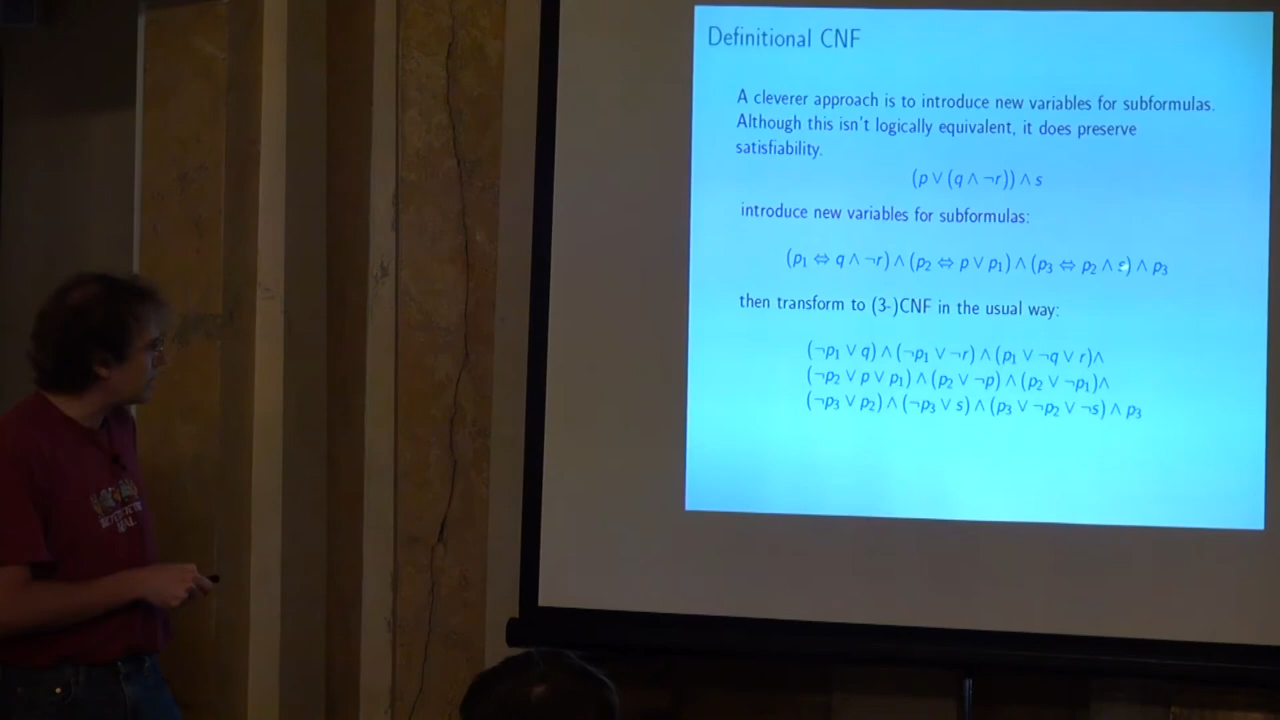 Definitional CNF
A cleverer approach is to introduce new variables for subformulas.
Although this isn't logically equivalent, it does preserve
satisfiability.
(p ∨ (q ∧ ¬r)) ∧ s
introduce new variables for subformulas:
(p₁ ⇔ q ∧ ¬r) ∧ (p₂ ⇔ p ∨ p₁) ∧ (p₃ ⇔ p₂ ∧ s) ∧ p₃
then transform to (3-)CNF in the usual way:
(¬p₁ ∨ q) ∧ (¬p₁ ∨ ¬r) ∧ (p₁ ∨ ¬q ∨ r)∧
(¬p₂ ∨ p ∨ p₁) ∧ (p₂ ∨ ¬p) ∧ (p₂ ∨ ¬p₁)∧
(¬p₃ ∨ p₂) ∧ (¬p₃ ∨ s) ∧ (p₃ ∨ ¬p₂ ∨ ¬s) ∧ p₃